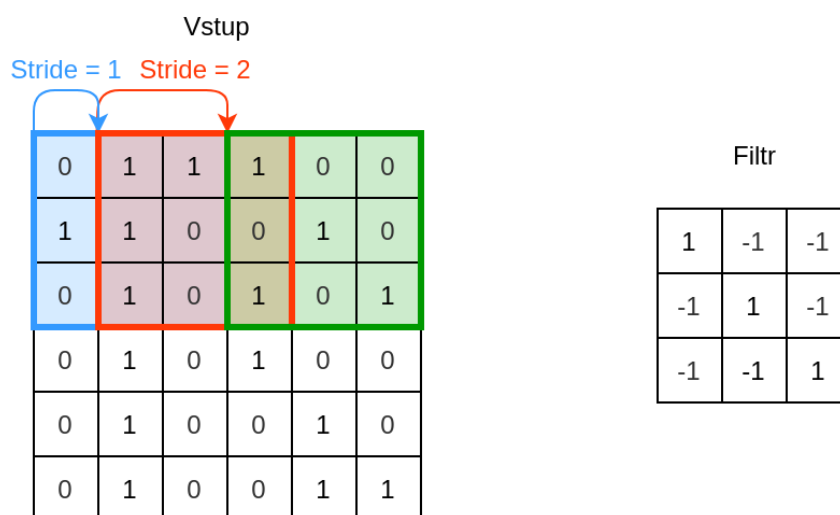 Vstup
Stride = 1 Stride = 2
Filtr
0 1 1 1 0 0
1 1 0 0 1 0
0 1 0 1 0 1
0 1 0 1 0 0
0 1 0 0 1 0
0 1 0 0 1 1
1 -1 -1
-1 1 -1
-1 -1 1